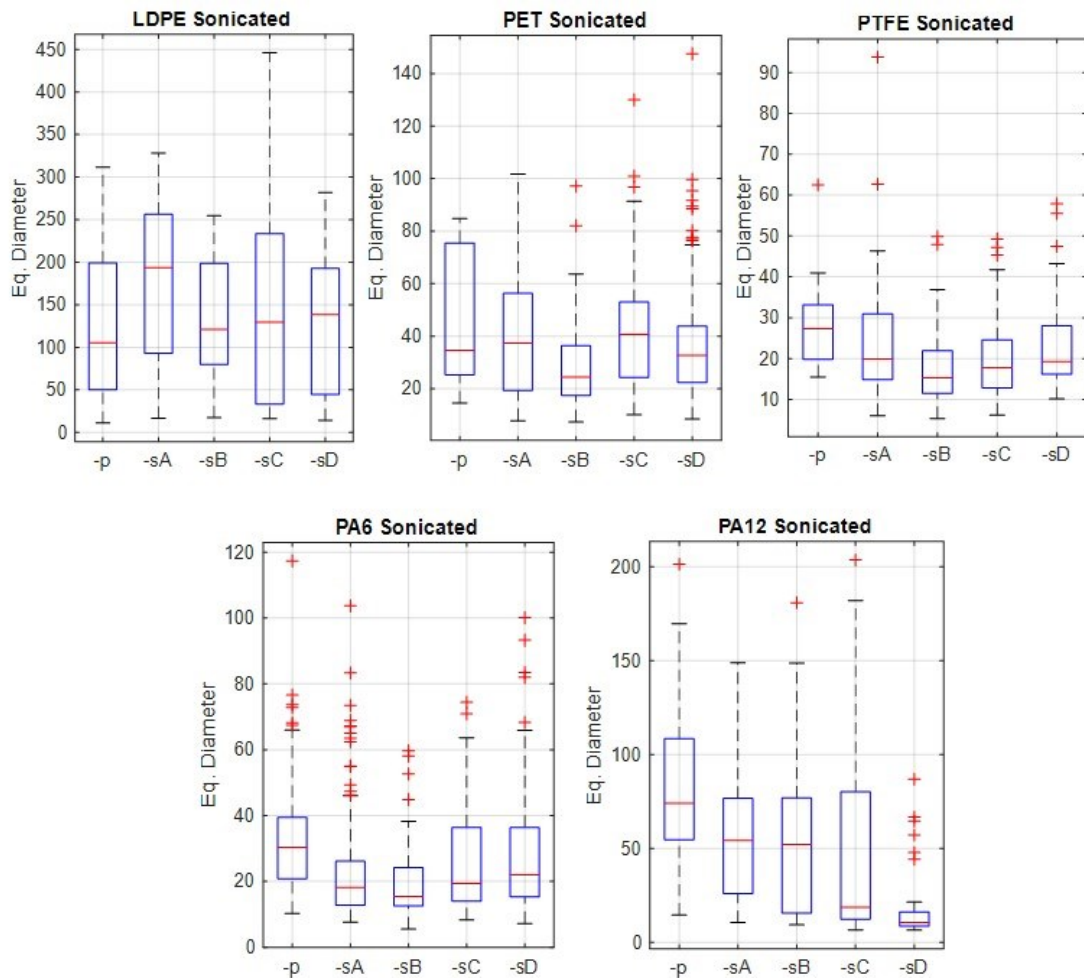 LDPE Sonicated
Eq. Diameter
450
400
350
300
250
200
150
100
50
0
-p -sA -sB -sC -sD
PET Sonicated
Eq. Diameter
140
120
100
80
60
40
20
-p -sA -sB -sC -sD
PTFE Sonicated
Eq. Diameter
90
80
70
60
50
40
30
20
10
-p -sA -sB -sC -sD
PA6 Sonicated
Eq. Diameter
120
100
80
60
40
20
0
-p -sA -sB -sC -sD
PA12 Sonicated
Eq. Diameter
200
150
100
50
0
-p -sA -sB -sC -sD